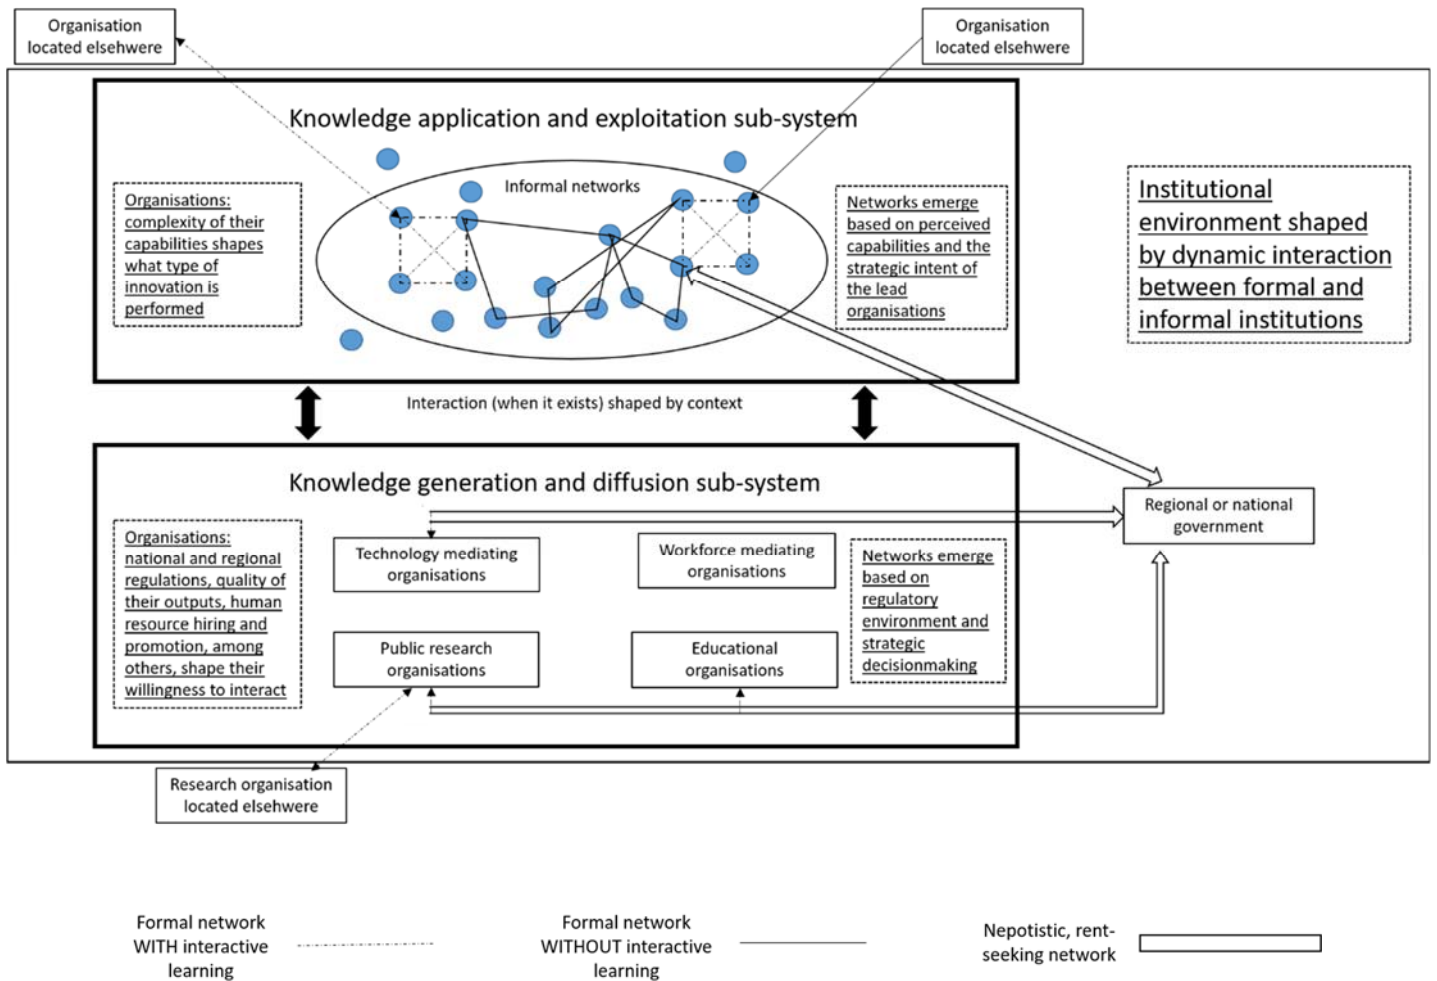 Organisation
located elsehwere
Organisation
located elsehwere
Knowledge application and exploitation sub-system
Informal networks
Organisations:
complexity of their
capabilities shapes
what type of
innovation is
performed
Networks emerge
based on perceived
capabilities and the
strategic intent of
the lead
organisations
Institutional
environment shaped
by dynamic interaction
between formal and
informal institutions
Interaction (when it exists) shaped by context
Knowledge generation and diffusion sub-system
Organisations:
national and regional
regulations, quality of
their outputs, human
resource hiring and
promotion, among
others, shape their
willingness to interact
Technology mediating
organisations
Workforce mediating
organisations
Public research
organisations
Educational
organisations
Networks emerge
based on
regulatory
environment and
strategic
decisionmaking
Regional or national
government
Research organisation
located elsehwere
Formal network
WITH interactive
learning
Formal network
WITHOUT interactive
learning
Nepotistic, rent-
seeking network